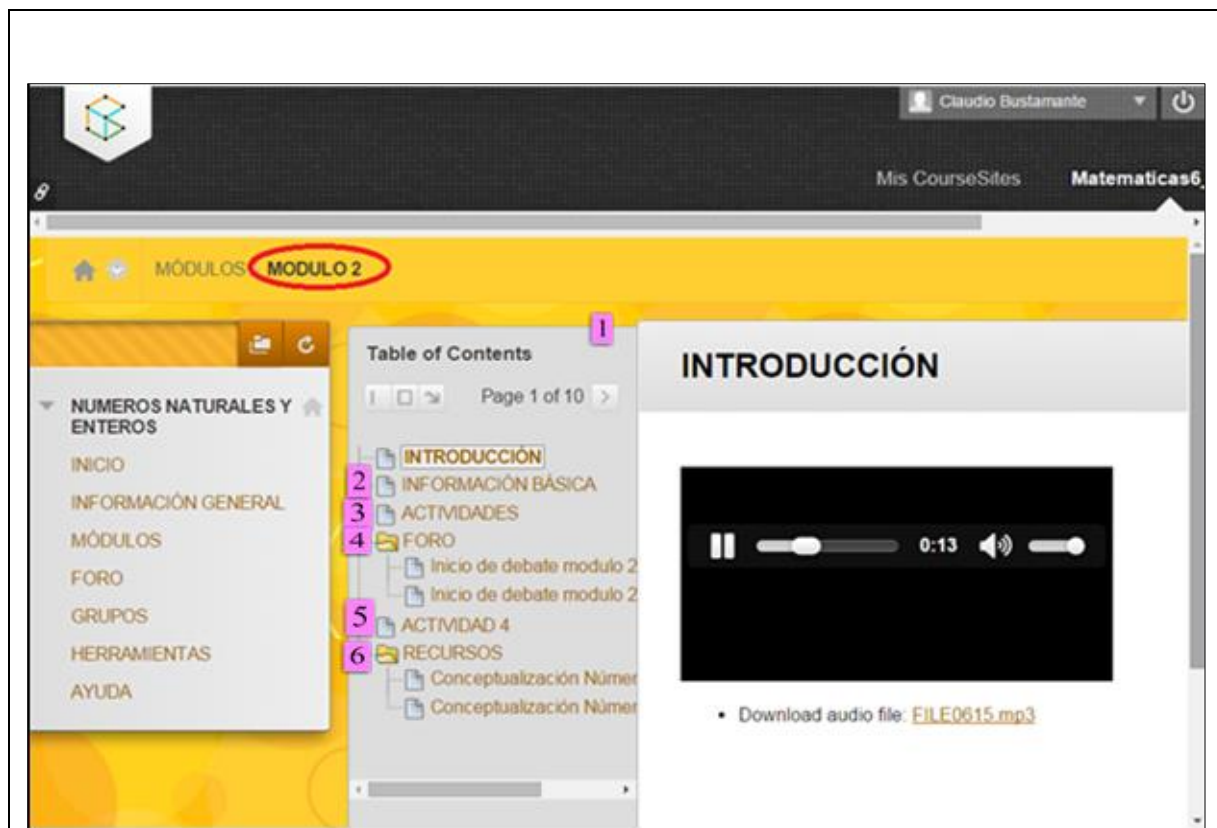 Claudio Bustamante
Mis CourseSites
Matematicas6_
MÓDULOS MODULO 2
NUMEROS NATURALES Y
ENTEROS
INICIO
INFORMACIÓN GENERAL
MÓDULOS
FORO
GRUPOS
HERRAMIENTAS
AYUDA
1
Table of Contents
Page 1 of 10 >
INTRODUCCIÓN
2 INFORMACIÓN BÁSICA
3 ACTIVIDADES
4 FORO
Inicio de debate modulo 2
Inicio de debate modulo 2
5 ACTIVIDAD 4
6 RECURSOS
Conceptualización Númer
Conceptualización Númer
INTRODUCCIÓN
0:13
Download audio file: FILE0615.mp3